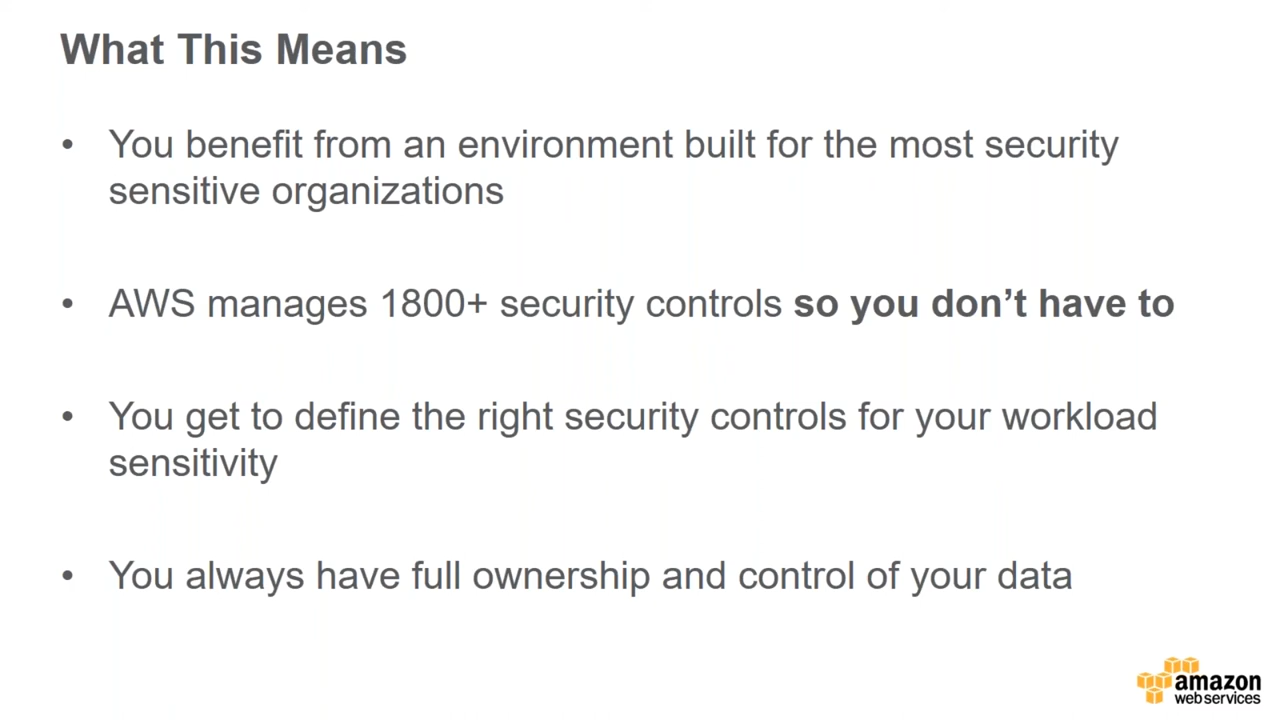 What This Means
• You benefit from an environment built for the most security
sensitive organizations
• AWS manages 1800+ security controls so you don’t have to
• You get to define the right security controls for your workload
sensitivity
• You always have full ownership and control of your data
amazon
web services